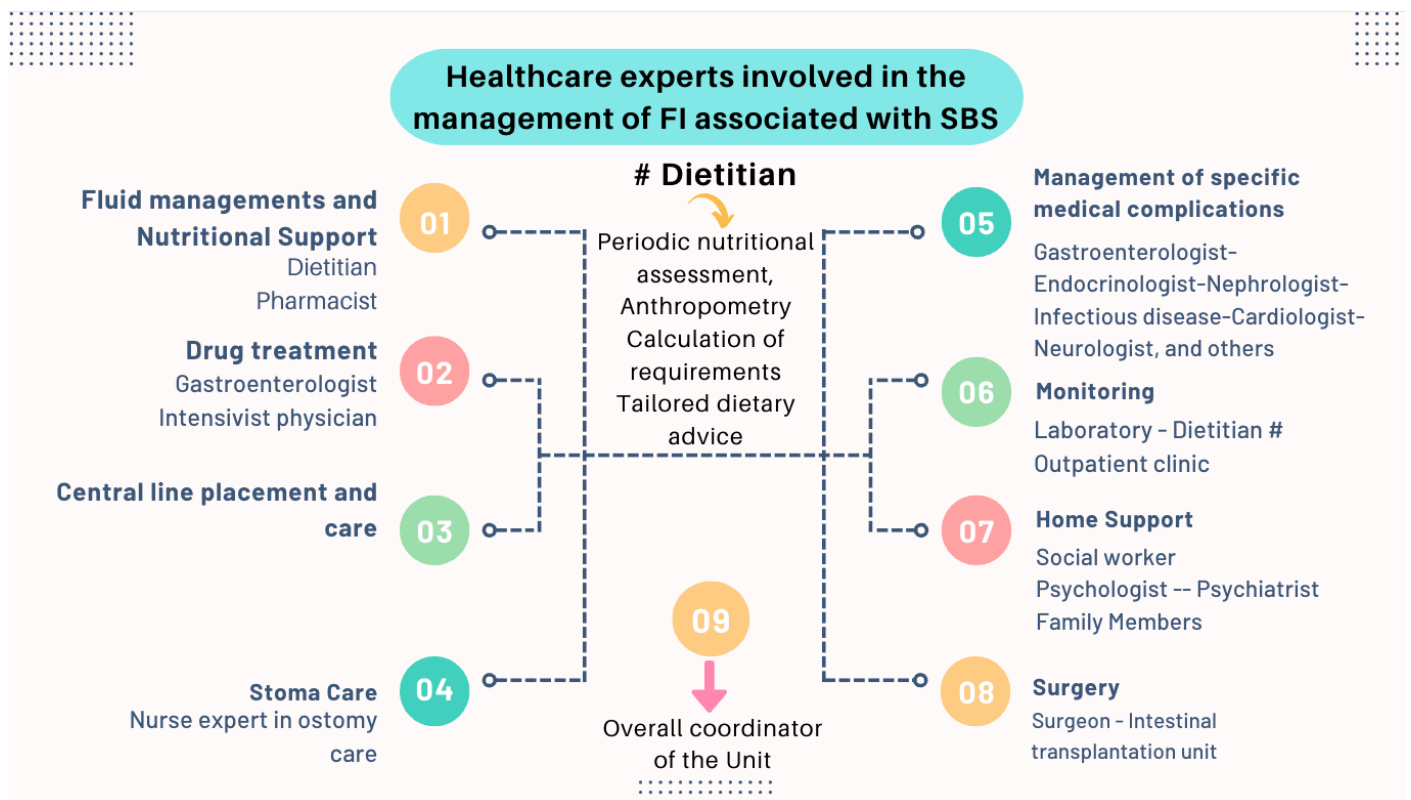 Healthcare experts involved in the
management of FI associated with SBS
# Dietitian
Periodic nutritional
assessment,
Anthropometry
Calculation of
requirements
Tailored dietary
advice
Fluid managements and
Nutritional Support
Dietitian
Pharmacist
01
Drug treatment
Gastroenterologist
Intensivist physician
02
Central line placement and
care
03
Stoma Care
Nurse expert in ostomy
care
04
05
Management of specific
medical complications
Gastroenterologist-
Endocrinologist-Nephrologist-
Infectious disease-Cardiologist-
Neurologist, and others
06
Monitoring
Laboratory - Dietitian #
Outpatient clinic
07
Home Support
Social worker
Psychologist -- Psychiatrist
Family Members
08
Surgery
Surgeon - Intestinal
transplantation unit
09
Overall coordinator
of the Unit